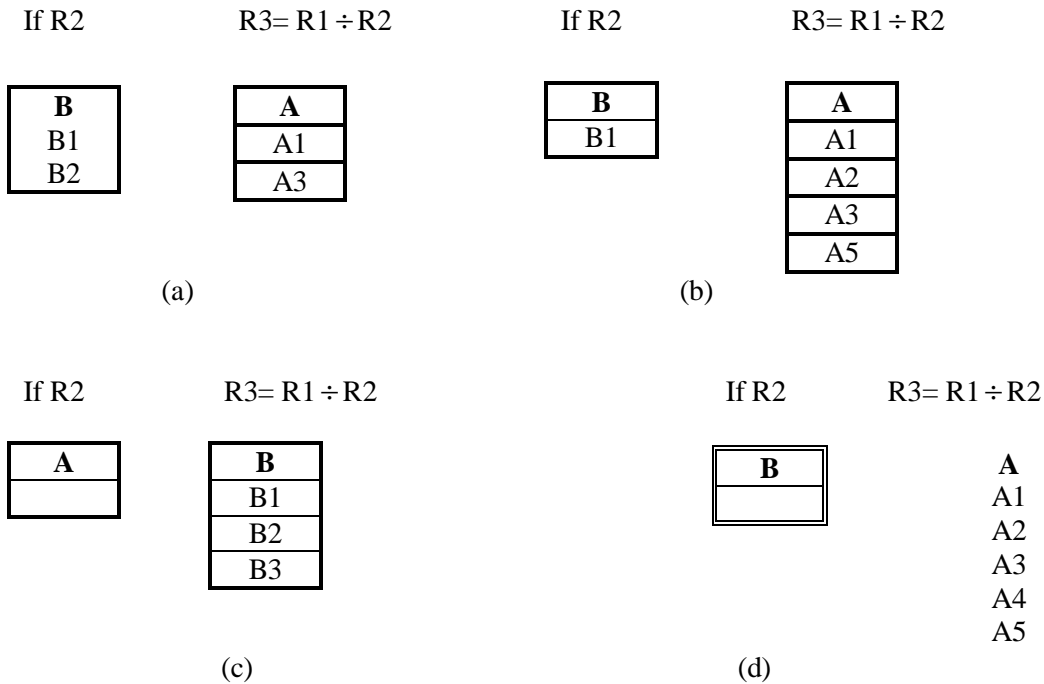 If R2 R3= R1 ÷ R2
B
B1
B2
A
A1
A3
(a)
If R2 R3= R1 ÷ R2
B
B1
A
A1
A2
A3
A5
(b)
If R2 R3= R1 ÷ R2
A
B
B1
B2
B3
(c)
If R2 R3= R1 ÷ R2
B
A
A1
A2
A3
A4
A5
(d)